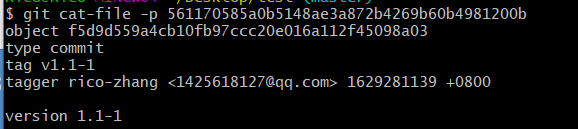 $ git cat-file -p 561170585a0b5148ae3a872b4269b60b4981200b
object f5d9d559a4cb10fb97ccc20e016a112f45098a03
type commit
tag v1.1-1
tagger rico-zhang <1425618127@qq.com> 1629281139 +0800
version 1.1-1